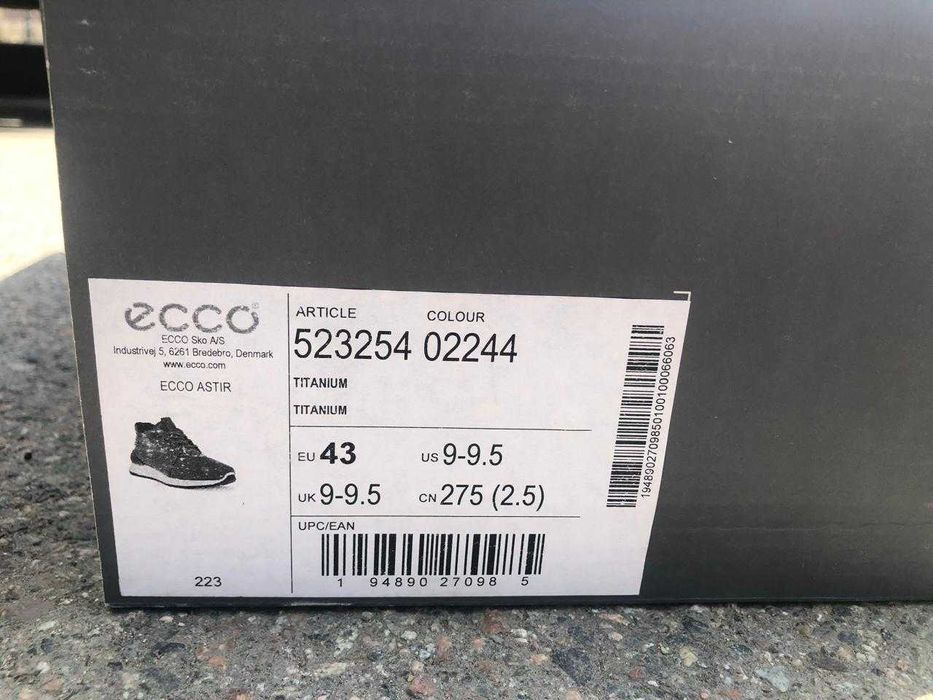 ecco®
ECCO Sko A/S
Industrivej 5, 6261 Bredebro, Denmark
www.ecco.com
ECCO ASTIR
223
ARTICLE COLOUR
523254 02244
TITANIUM
TITANIUM
EU 43 US 9-9.5
UK 9-9.5 CN 275 (2.5)
UPC/EAN
1 94890 27098 5
19489027098501001000066063